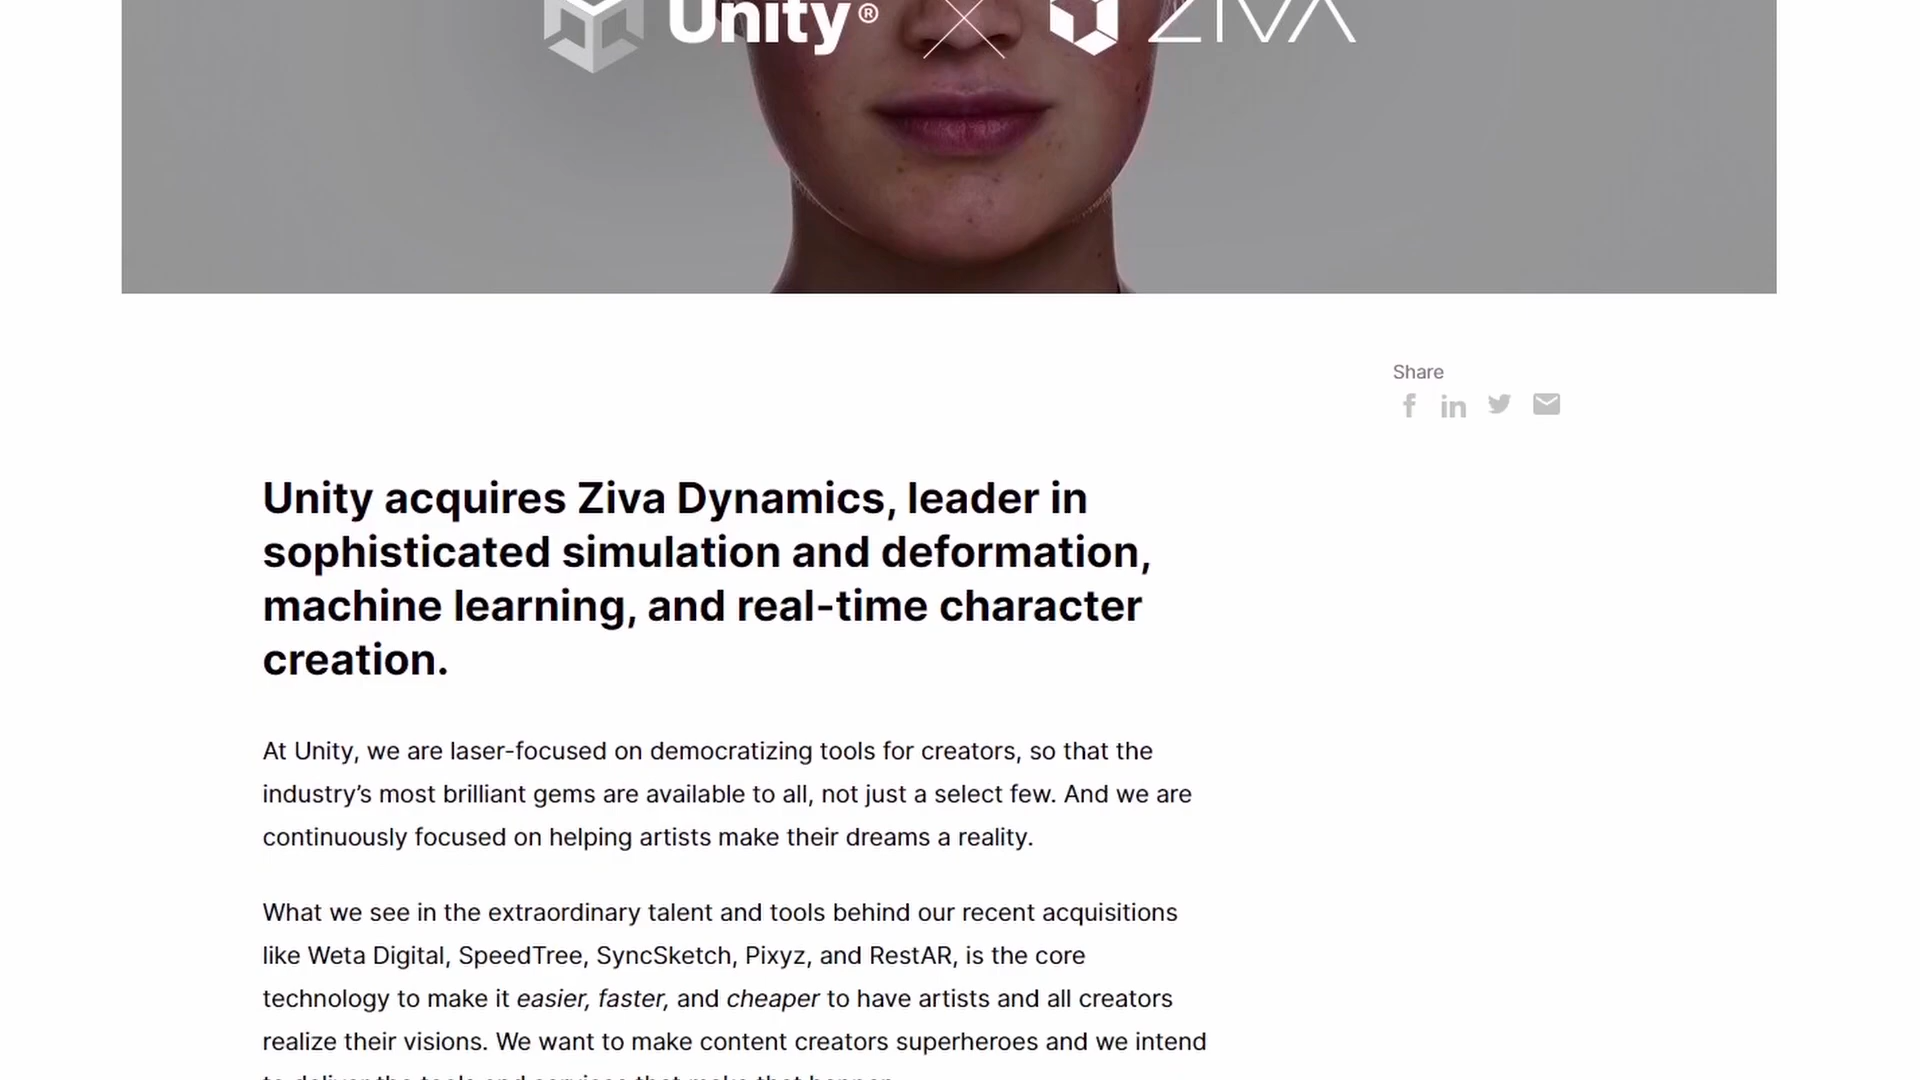 Unity® ZIVA
Share
Unity acquires Ziva Dynamics, leader in
sophisticated simulation and deformation,
machine learning, and real-time character
creation.
At Unity, we are laser-focused on democratizing tools for creators, so that the
industry’s most brilliant gems are available to all, not just a select few. And we are
continuously focused on helping artists make their dreams a reality.
What we see in the extraordinary talent and tools behind our recent acquisitions
like Weta Digital, SpeedTree, SyncSketch, Pixyz, and RestAR, is the core
technology to make it easier, faster, and cheaper to have artists and all creators
realize their visions. We want to make content creators superheroes and we intend